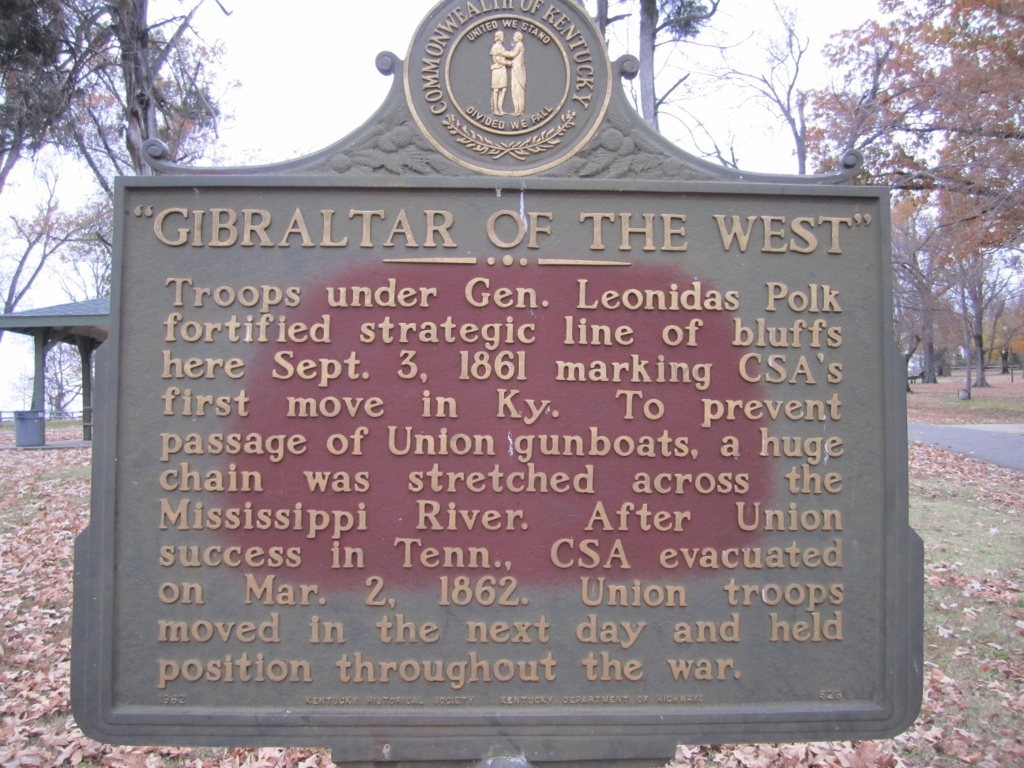 COMMONWEALTH OF KENTUCKY
UNITED WE STAND
DIVIDED WE FALL
"GIBRALTAR OF THE WEST"
Troops under Gen. Leonidas Polk
fortified strategic line of bluffs
here Sept. 3, 1861 marking CSA's
first move in Ky. To prevent
passage of Union gunboats, a huge
chain was stretched across the
Mississippi River. After Union
success in Tenn., CSA evacuated
on Mar. 2, 1862. Union troops
moved in the next day and held
position throughout the war.
1962 KENTUCKY HISTORICAL SOCIETY KENTUCKY DEPARTMENT OF HIGHWAYS